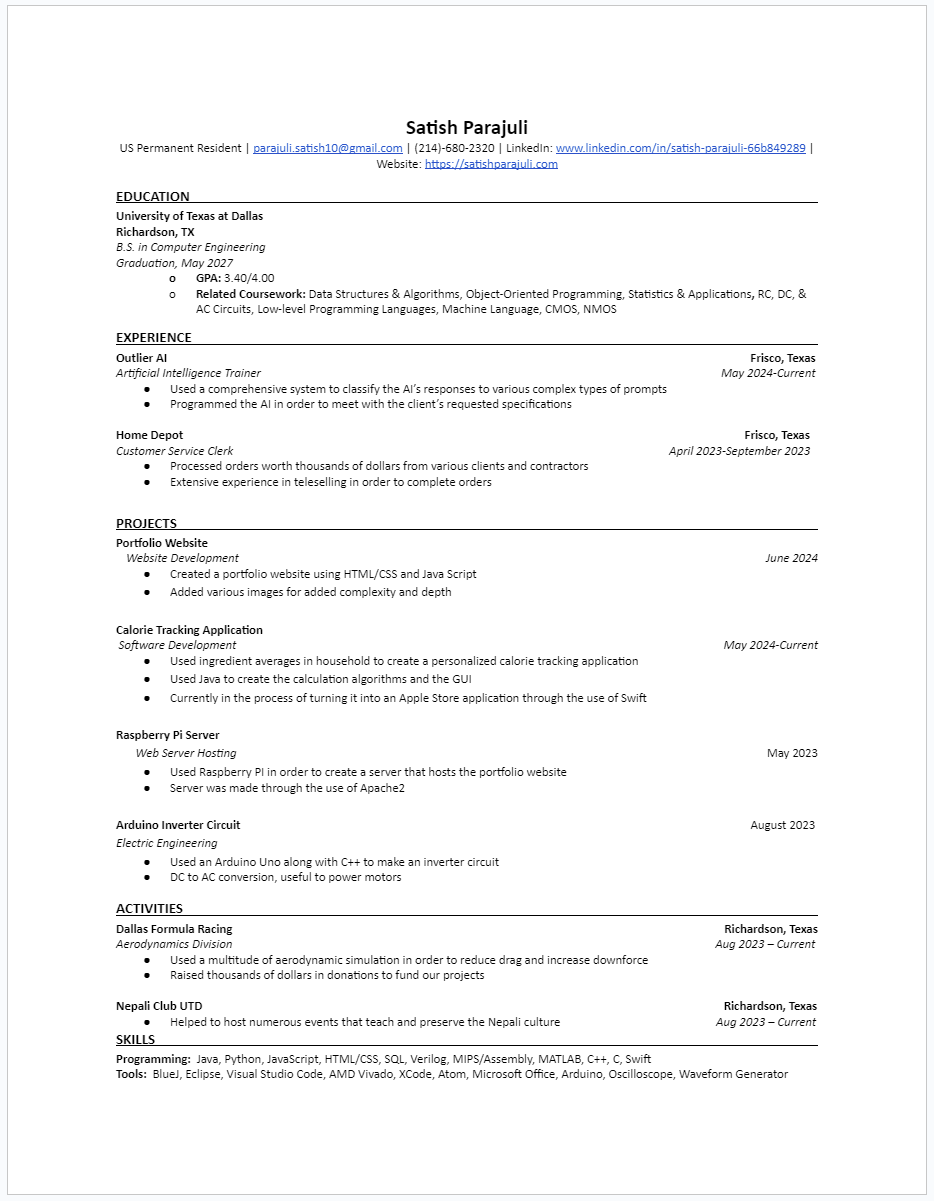 Satish Parajuli
US Permanent Resident | parajuli.satish10@gmail.com | (214)-680-2320 | LinkedIn: www.linkedin.com/in/satish-parajuli-66b849289 |
Website: https://satishparajuli.com
EDUCATION
University of Texas at Dallas
Richardson, TX
B.S. in Computer Engineering
Graduation, May 2027
o GPA: 3.40/4.00
o Related Coursework: Data Structures & Algorithms, Object-Oriented Programming, Statistics & Applications, RC, DC, &
AC Circuits, Low-level Programming Languages, Machine Language, CMOS, NMOS
EXPERIENCE
Outlier AI Frisco, Texas
Artificial Intelligence Trainer May 2024-Current
● Used a comprehensive system to classify the AI’s responses to various complex types of prompts
● Programmed the AI in order to meet with the client’s requested specifications
Home Depot Frisco, Texas
Customer Service Clerk April 2023-September 2023
● Processed orders worth thousands of dollars from various clients and contractors
● Extensive experience in teleselling in order to complete orders
PROJECTS
Portfolio Website
Website Development June 2024
● Created a portfolio website using HTML/CSS and Java Script
● Added various images for added complexity and depth
Calorie Tracking Application
Software Development May 2024-Current
● Used ingredient averages in household to create a personalized calorie tracking application
● Used Java to create the calculation algorithms and the GUI
● Currently in the process of turning it into an Apple Store application through the use of Swift
Raspberry Pi Server
Web Server Hosting May 2023
● Used Raspberry PI in order to create a server that hosts the portfolio website
● Server was made through the use of Apache2
Arduino Inverter Circuit August 2023
Electric Engineering
● Used an Arduino Uno along with C++ to make an inverter circuit
● DC to AC conversion, useful to power motors
ACTIVITIES
Dallas Formula Racing Richardson, Texas
Aerodynamics Division Aug 2023 – Current
● Used a multitude of aerodynamic simulation in order to reduce drag and increase downforce
● Raised thousands of dollars in donations to fund our projects
Nepali Club UTD Richardson, Texas
● Helped to host numerous events that teach and preserve the Nepali culture Aug 2023 – Current
SKILLS
Programming: Java, Python, JavaScript, HTML/CSS, SQL, Verilog, MIPS/Assembly, MATLAB, C++, C, Swift
Tools: BlueJ, Eclipse, Visual Studio Code, AMD Vivado, XCode, Atom, Microsoft Office, Arduino, Oscilloscope, Waveform Generator